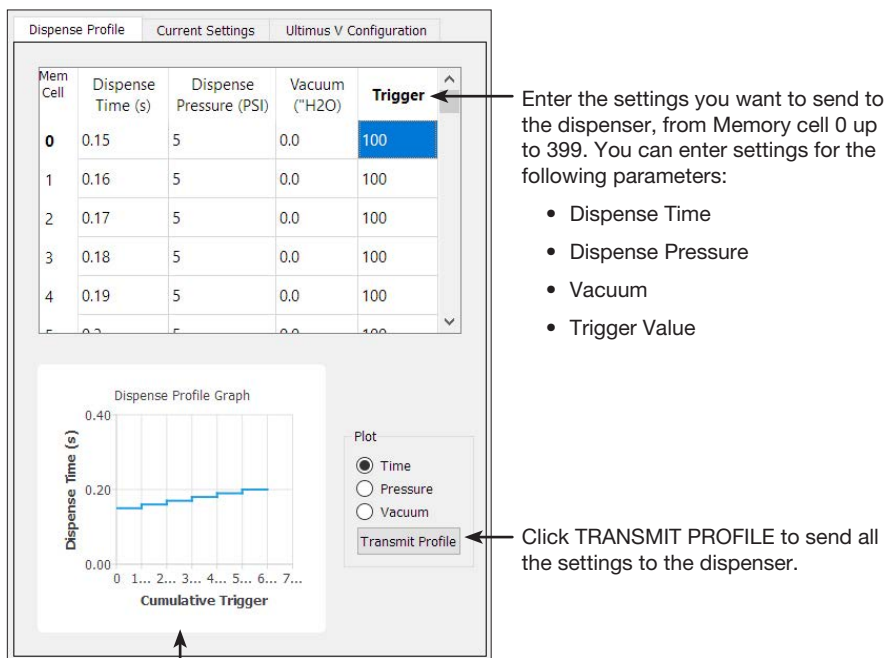 Dispense Profile Current Settings Ultimus V Configuration
Mem Cell Dispense Time (s) Dispense Pressure (PSI) Vacuum ("H2O) Trigger
0 0.15 5 0.0 100
1 0.16 5 0.0 100
2 0.17 5 0.0 100
3 0.18 5 0.0 100
4 0.19 5 0.0 100
Enter the settings you want to send to
the dispenser, from Memory cell 0 up
to 399. You can enter settings for the
following parameters:
• Dispense Time
• Dispense Pressure
• Vacuum
• Trigger Value
Dispense Profile Graph
0.40
0.20
0.00
Dispense Time (s)
0 1... 2... 3... 4... 5... 6... 7...
Cumulative Trigger
Plot
Time
Pressure
Vacuum
Transmit Profile
Click TRANSMIT PROFILE to send all
the settings to the dispenser.